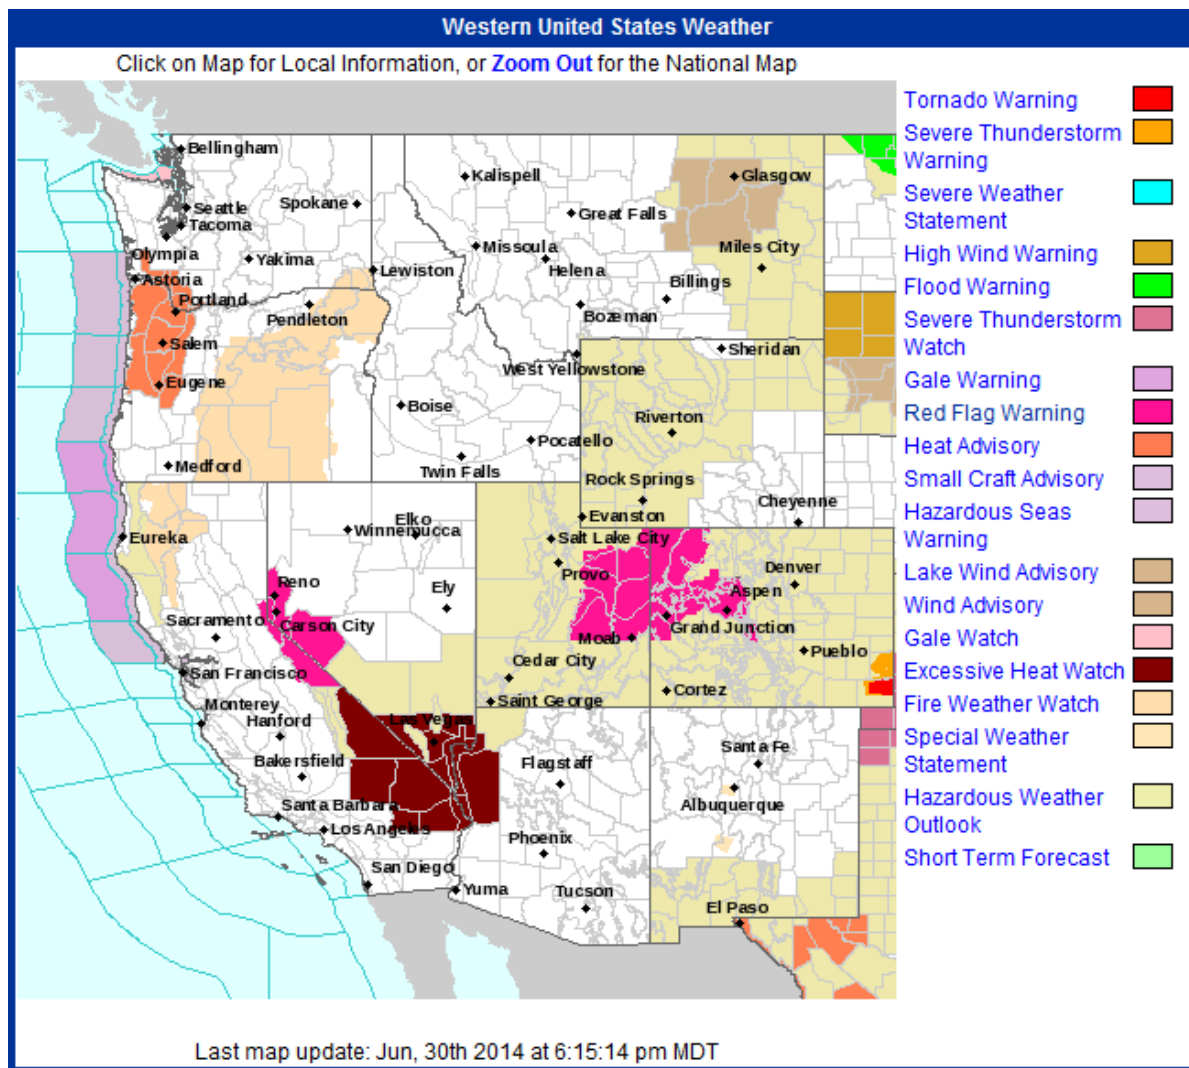 Western United States Weather
Click on Map for Local Information, or Zoom Out for the National Map
Tornado Warning
Severe Thunderstorm
Warning
Severe Weather
Statement
High Wind Warning
Flood Warning
Severe Thunderstorm
Watch
Gale Warning
Red Flag Warning
Heat Advisory
Small Craft Advisory
Hazardous Seas
Warning
Lake Wind Advisory
Wind Advisory
Gale Watch
Excessive Heat Watch
Fire Weather Watch
Special Weather
Statement
Hazardous Weather
Outlook
Short Term Forecast
Bellingham
Kalispell
Glasgow
Seattle
Spokane
Great Falls
Tacoma
Olympia
Yakima
Missoula
Miles City
Helena
Lewiston
Astoria
Billings
Portland
Pendleton
Bozeman
Salem
Sheridan
West Yellowstone
Eugene
Boise
Riverton
Pocatello
Medford
Twin Falls
Rock Springs
Cheyenne
Evanston
Elko
Winnemucca
Eureka
Salt Lake City
Provo
Denver
Reno
Ely
Aspen
Sacramento
Carson City
Grand Junction
Moab
Pueblo
Cedar City
San Francisco
Cortez
Saint George
Monterey
Hanford
Las Vegas
Santa Fe
Bakersfield
Flagstaff
Albuquerque
Santa Barbara
Los Angeles
Phoenix
San Diego
Yuma
Tucson
El Paso
Last map update: Jun, 30th 2014 at 6:15:14 pm MDT